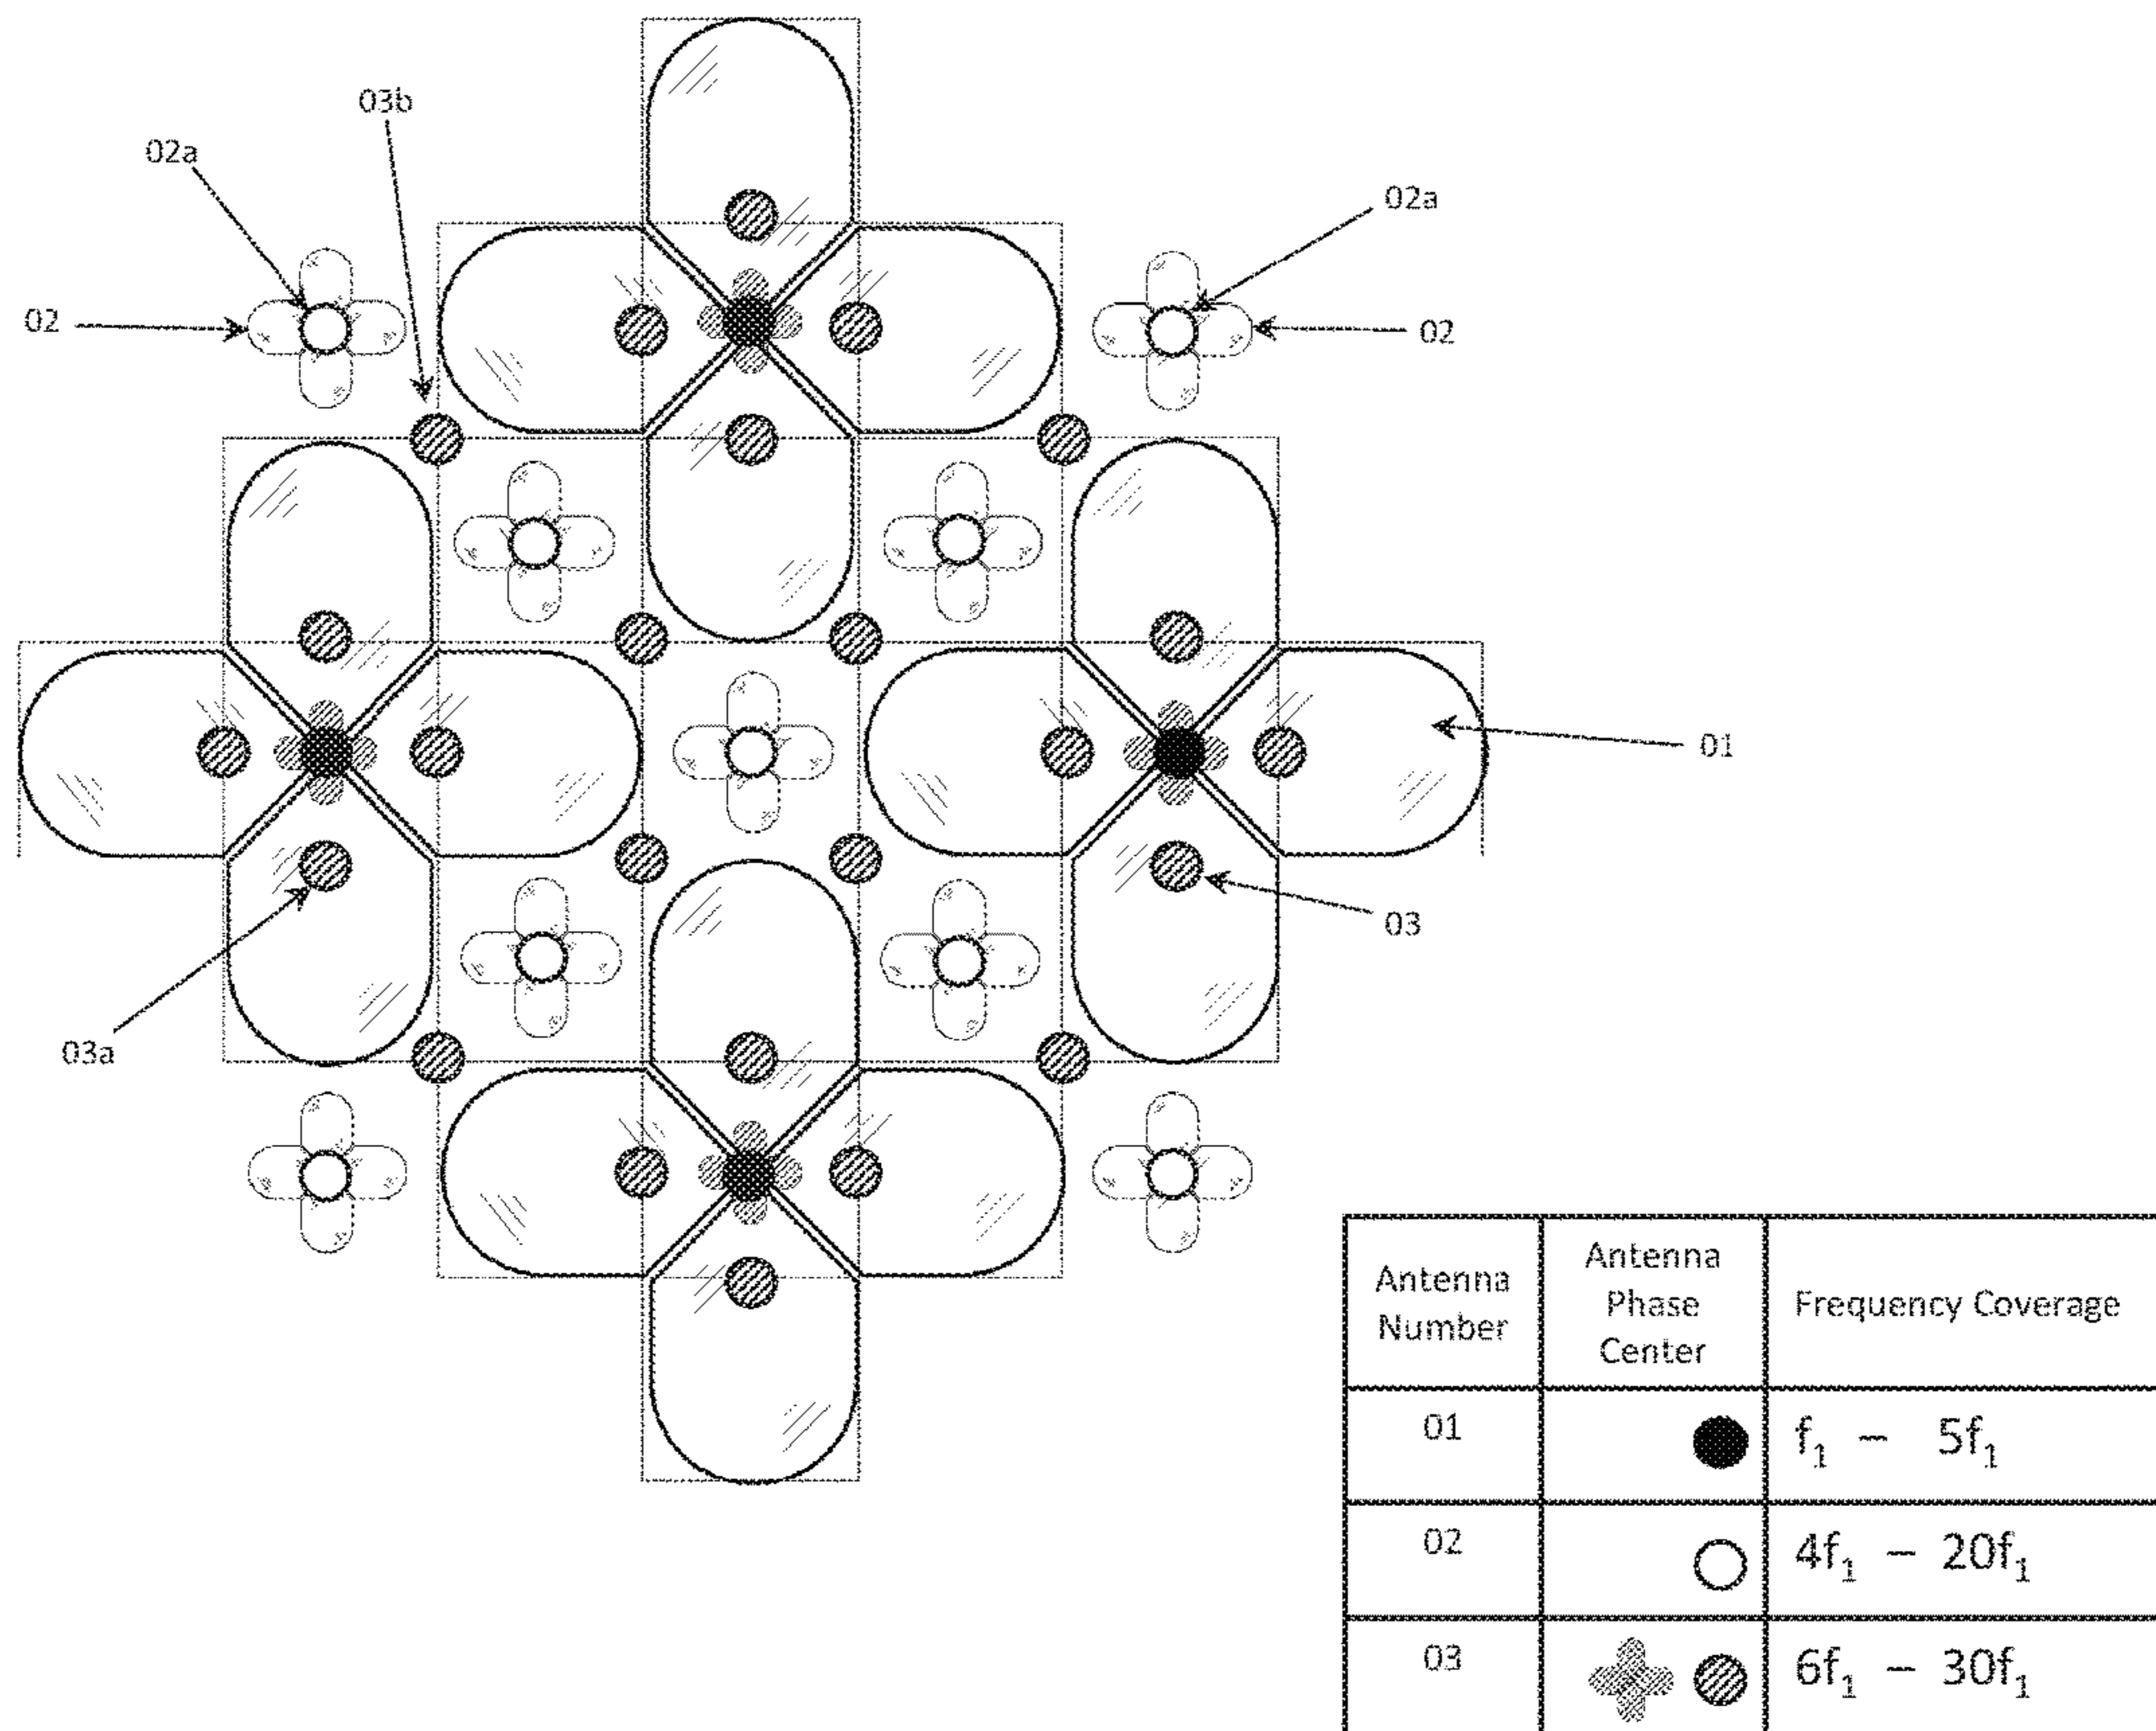 03b
02a
02a
02
02
01
03
03a
Antenna Number
Antenna Phase Center
Frequency Coverage
01
f₁ – 5f₁
02
4f₁ – 20f₁
03
6f₁ – 30f₁